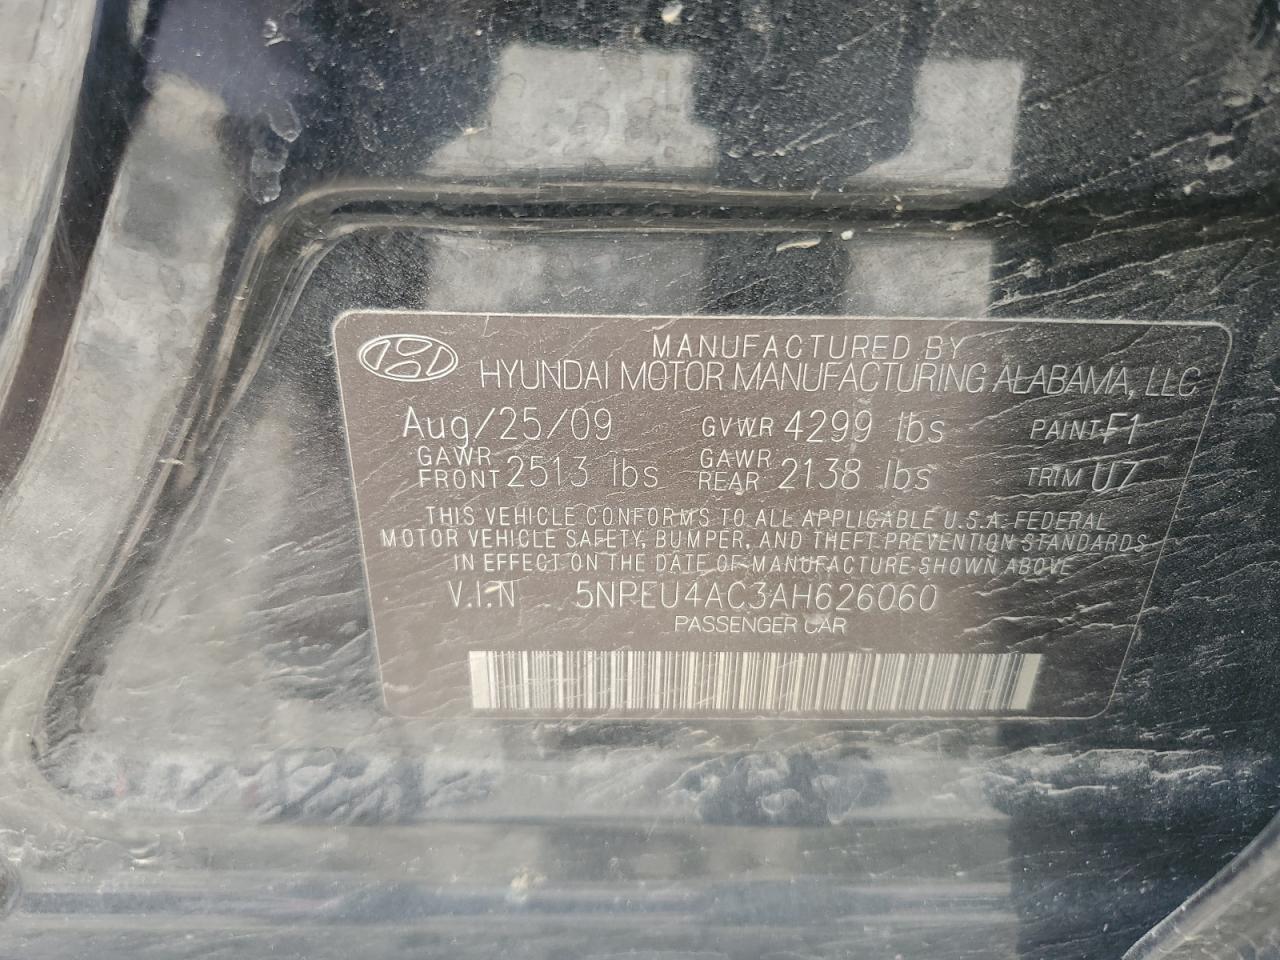 MANUFACTURED BY
HYUNDAI MOTOR MANUFACTURING ALABAMA, LLC
Aug/25/09 GVWR 4299 lbs PAINT F1
GAWR FRONT 2513 lbs GAWR REAR 2138 lbs TRIM U7
THIS VEHICLE CONFORMS TO ALL APPLICABLE U.S.A. FEDERAL
MOTOR VEHICLE SAFETY, BUMPER, AND THEFT PREVENTION STANDARDS
IN EFFECT ON THE DATE OF MANUFACTURE SHOWN ABOVE
V.I.N 5NPEU4AC3AH626060
PASSENGER CAR